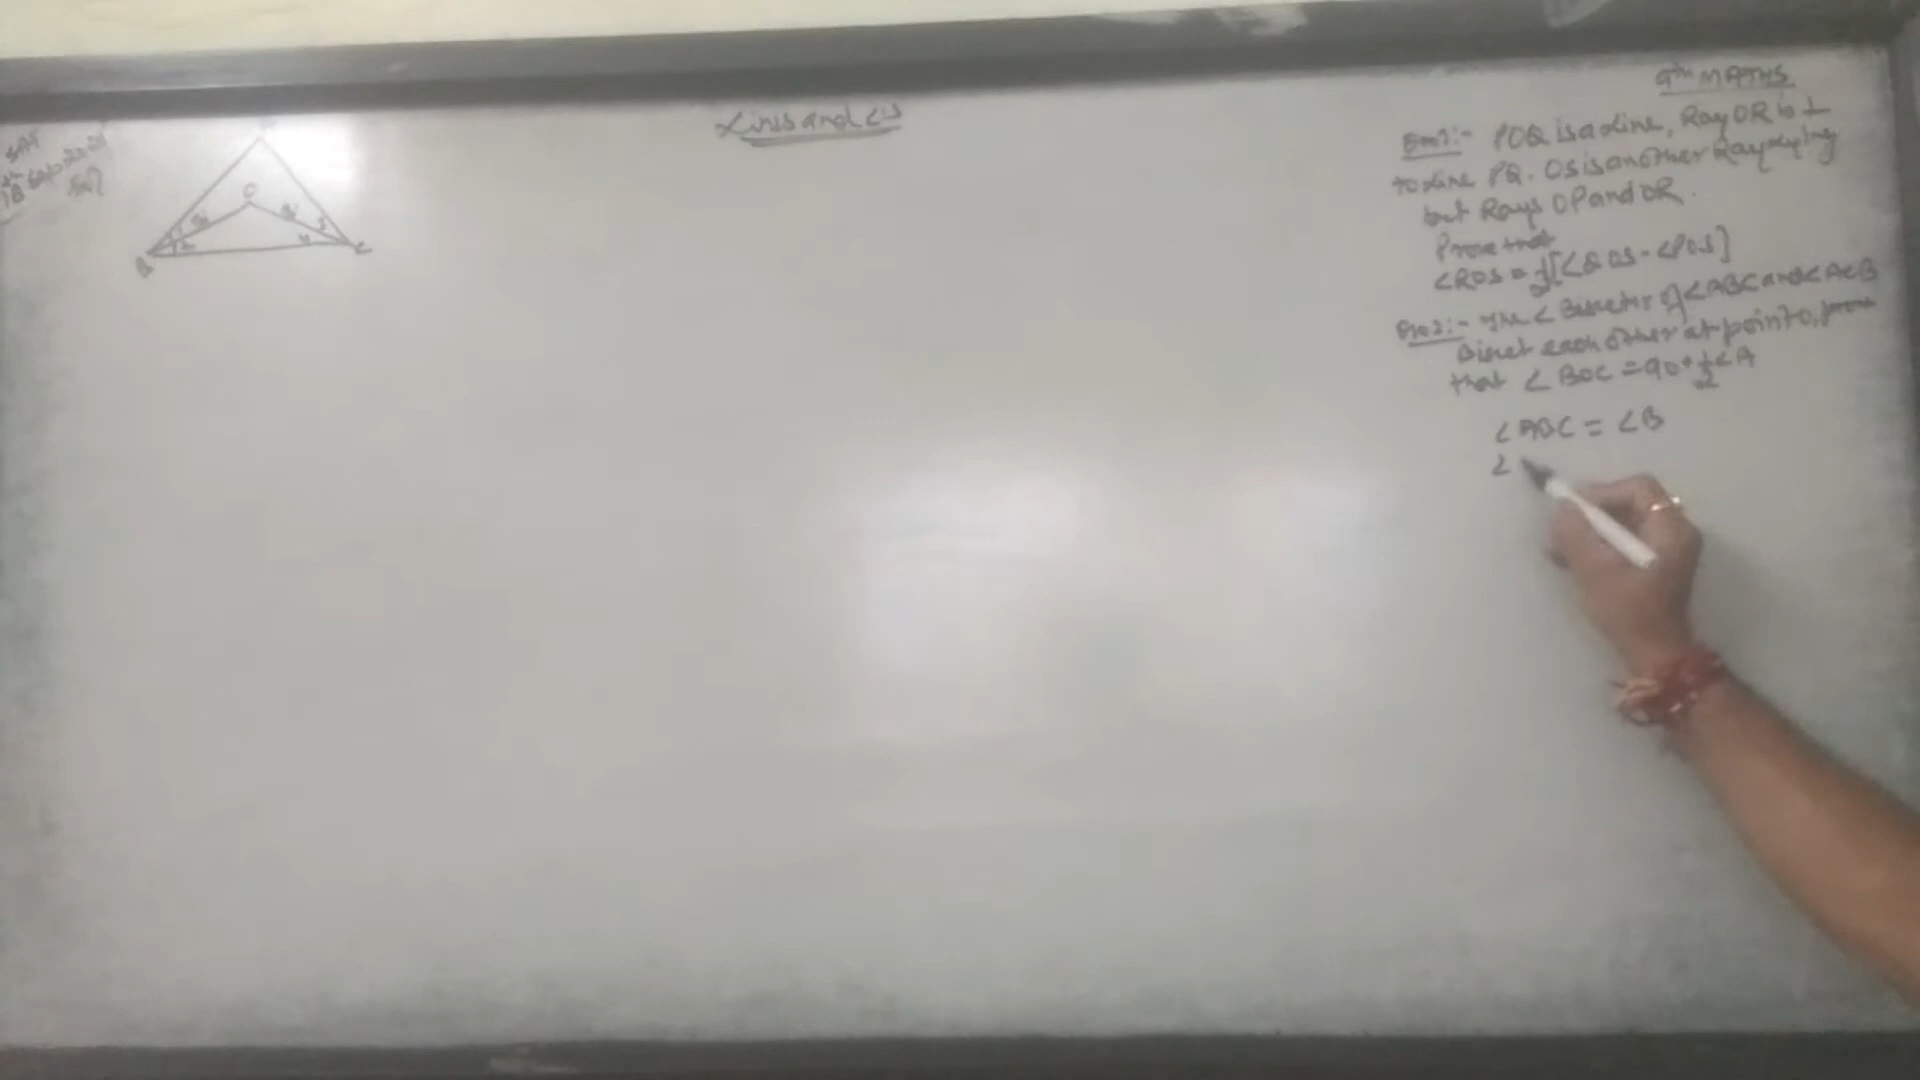 Lines and ∠'s
9th MATHS
Em1:- POQ is a Line, Ray OR is ⊥
to Line PQ. OS is another Ray lying
but Rays OP and OR.
Prove that
∠ROS = 1/2[∠QOS - ∠POS]
Em2:- The ∠ Bisector of ∠ABC and ∠ACB
Bisect each other at point O, prove
that ∠BOC = 90 + 1/2 ∠A
∠ABC = ∠B
∠
O
B
C